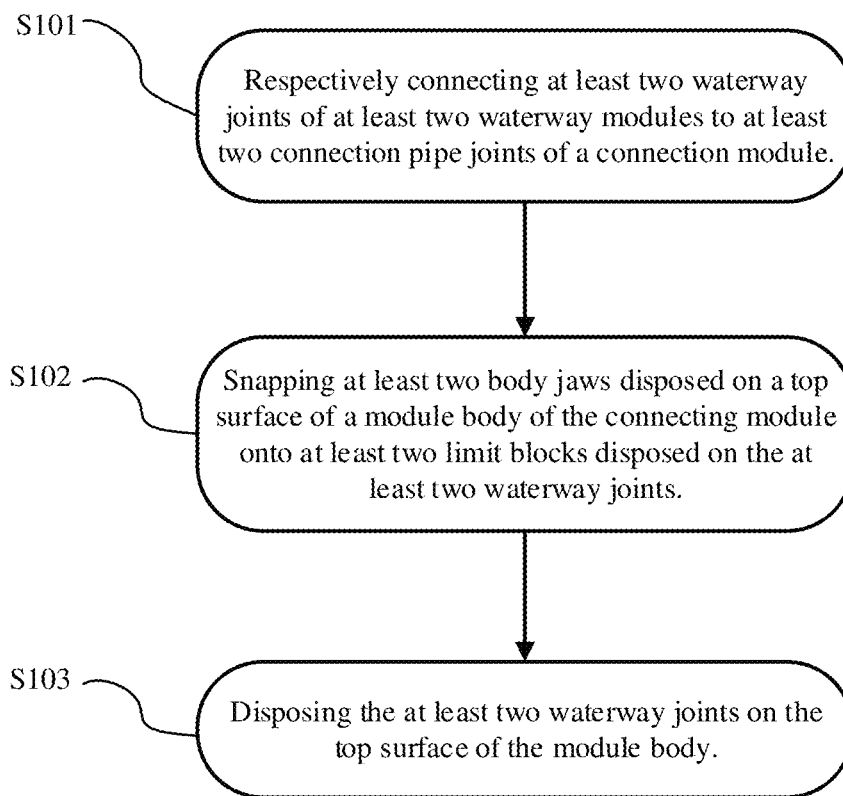 S101
Respectively connecting at least two waterway
joints of at least two waterway modules to at least
two connection pipe joints of a connection module.
S102
Snapping at least two body jaws disposed on a top
surface of a module body of the connecting module
onto at least two limit blocks disposed on the at
least two waterway joints.
S103
Disposing the at least two waterway joints on the
top surface of the module body.